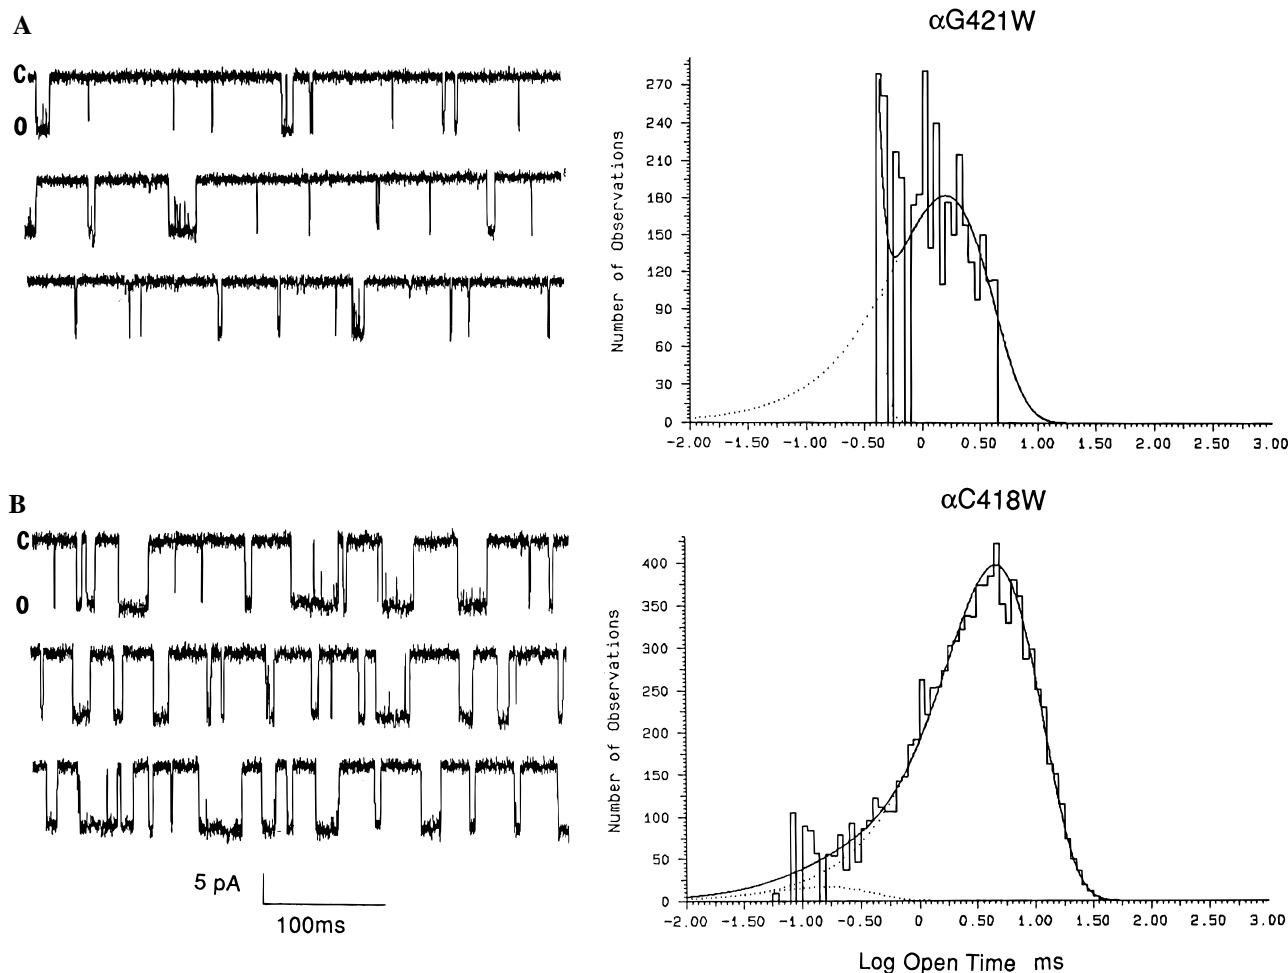 A
αG421W
C
O
Number of Observations
270
240
210
180
150
120
90
60
30
0
-2.00 -1.50 -1.00 -0.50 0 0.50 1.00 1.50 2.00 2.50 3.00
B
αC418W
C
O
Number of Observations
400
350
300
250
200
150
100
50
0
-2.00 -1.50 -1.00 -0.50 0 0.50 1.00 1.50 2.00 2.50 3.00
5 pA
100ms
Log Open Time ms